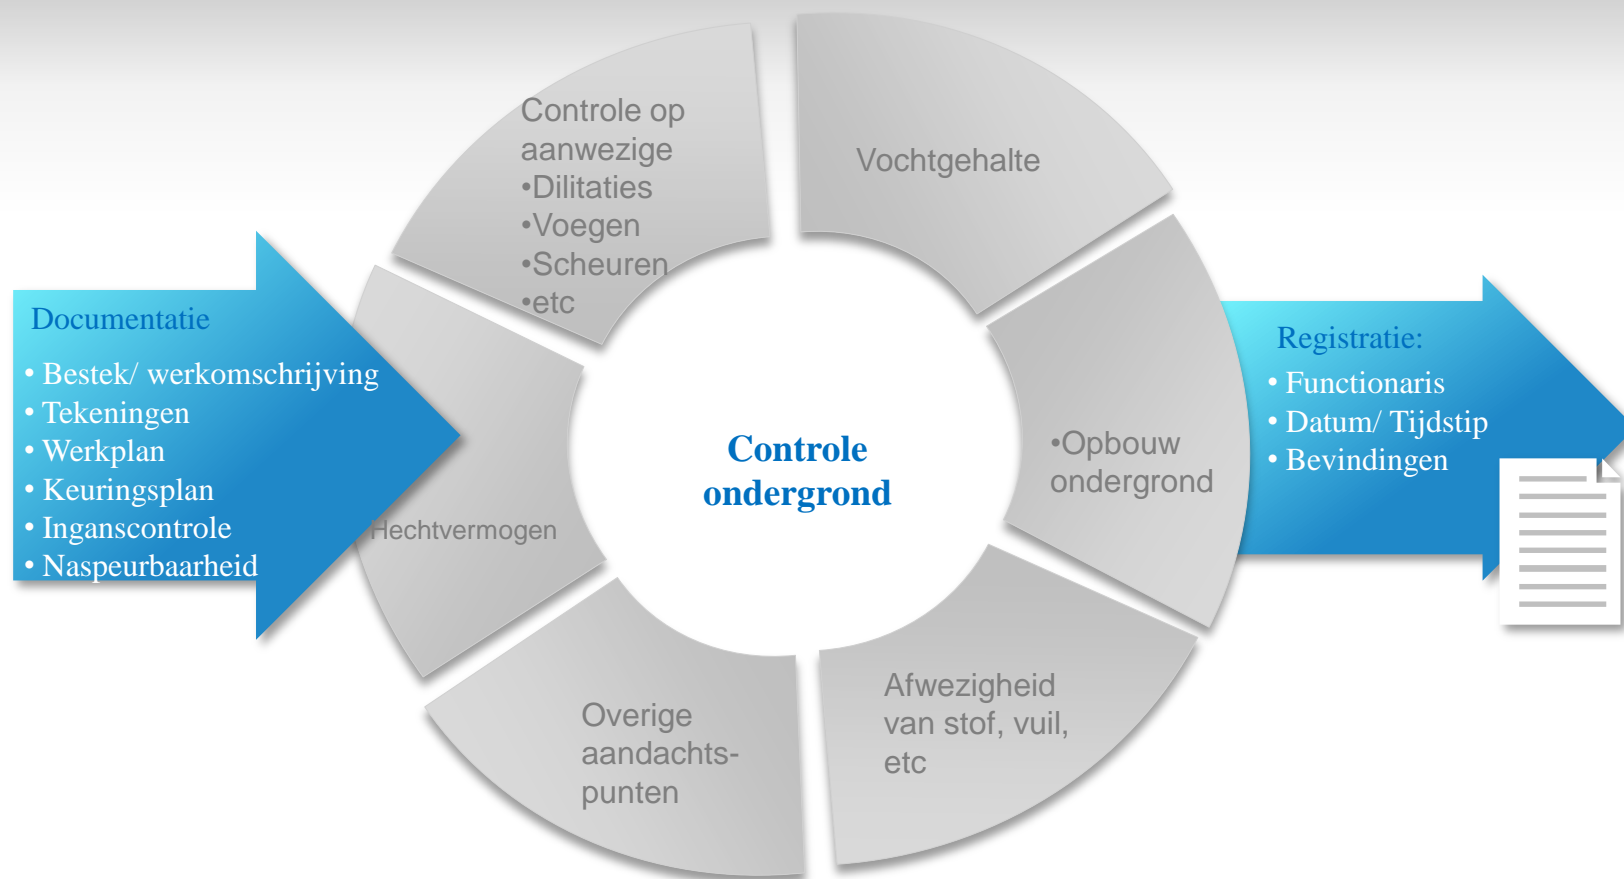 Controle op
aanwezige
•Dilitaties
•Voegen
•Scheuren
•etc
Vochtgehalte
Documentatie
• Bestek/ werkomschrijving
• Tekeningen
• Werkplan
• Keuringsplan
• Inganscontrole
• Naspeurbaarheid
Hechtvermogen
Controle
ondergrond
•Opbouw
ondergrond
Registratie:
• Functionaris
• Datum/ Tijdstip
• Bevindingen
Overige
aandachts-
punten
Afwezigheid
van stof, vuil,
etc